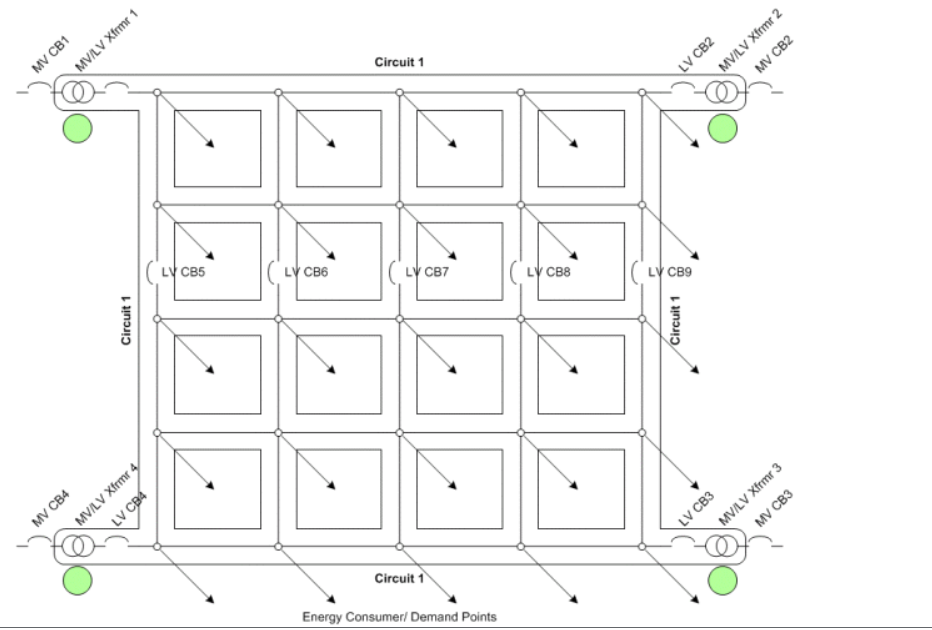 MV CB1
MV/LV Xfrmr 1
Circuit 1
LV CB2
MV/LV Xfrmr 2
MV CB2
LV CB5
LV CB6
LV CB7
LV CB8
LV CB9
Circuit 1
Circuit 1
MV CB4
MV/LV Xfrmr 4
LV CB4
LV CB3
MV/LV Xfrmr 3
MV CB3
Circuit 1
Energy Consumer/ Demand Points